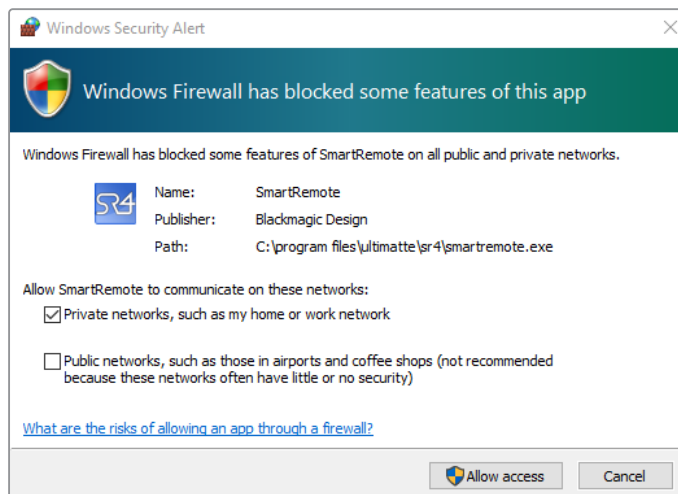 Windows Security Alert
Windows Firewall has blocked some features of this app
Windows Firewall has blocked some features of SmartRemote on all public and private networks.
SR4
Name: SmartRemote
Publisher: Blackmagic Design
Path: C:\program files\ultimatte\sr4\smartremote.exe
Allow SmartRemote to communicate on these networks:
Private networks, such as my home or work network
Public networks, such as those in airports and coffee shops (not recommended
because these networks often have little or no security)
What are the risks of allowing an app through a firewall?
Allow access Cancel